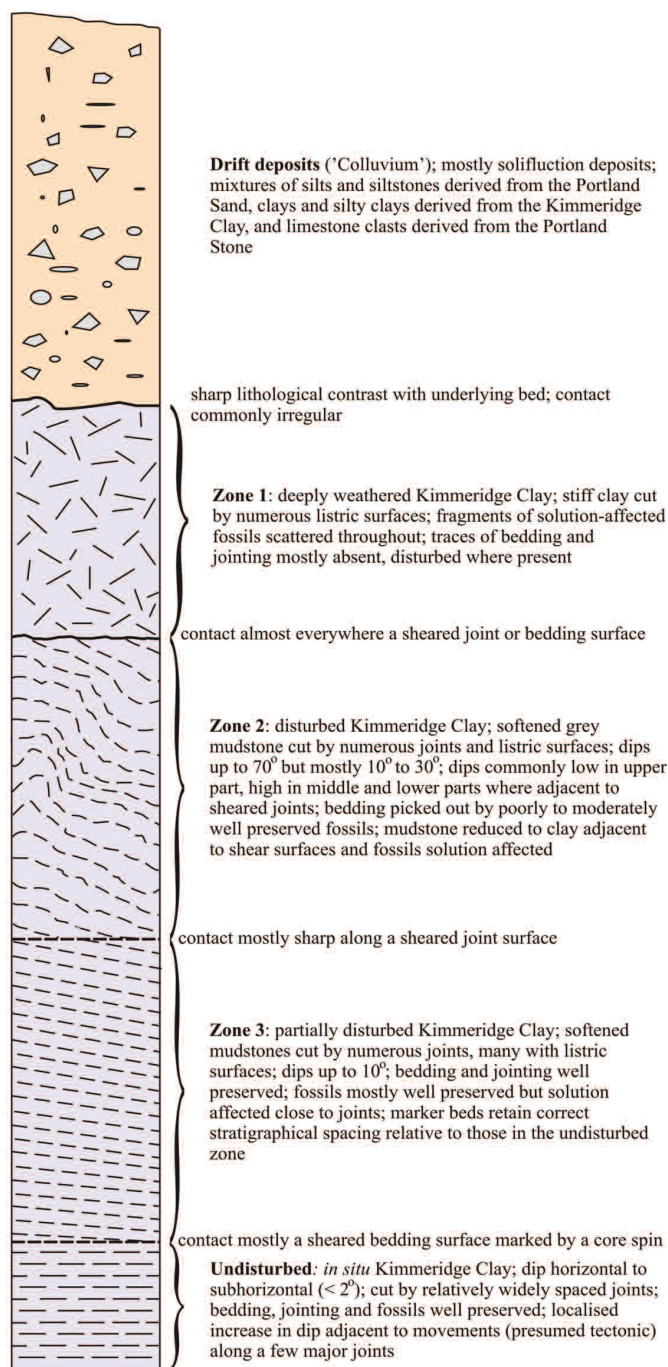 Drift deposits ('Colluvium'); mostly solifluction deposits;
mixtures of silts and siltstones derived from the Portland
Sand, clays and silty clays derived from the Kimmeridge
Clay, and limestone clasts derived from the Portland
Stone
sharp lithological contrast with underlying bed; contact
commonly irregular
Zone 1: deeply weathered Kimmeridge Clay; stiff clay cut
by numerous listric surfaces; fragments of solution-affected
fossils scattered throughout; traces of bedding and
jointing mostly absent, disturbed where present
contact almost everywhere a sheared joint or bedding surface
Zone 2: disturbed Kimmeridge Clay; softened grey
mudstone cut by numerous joints and listric surfaces; dips
up to 70° but mostly 10° to 30°; dips commonly low in upper
part, high in middle and lower parts where adjacent to
sheared joints; bedding picked out by poorly to moderately
well preserved fossils; mudstone reduced to clay adjacent
to shear surfaces and fossils solution affected
contact mostly sharp along a sheared joint surface
Zone 3: partially disturbed Kimmeridge Clay; softened
mudstones cut by numerous joints, many with listric
surfaces; dips up to 10°; bedding and jointing well
preserved; fossils mostly well preserved but solution
affected close to joints; marker beds retain correct
stratigraphical spacing relative to those in the undisturbed
zone
contact mostly a sheared bedding surface marked by a core spin
Undisturbed: in situ Kimmeridge Clay; dip horizontal to
subhorizontal (< 2°); cut by relatively widely spaced joints;
bedding, jointing and fossils well preserved; localised
increase in dip adjacent to movements (presumed tectonic)
along a few major joints